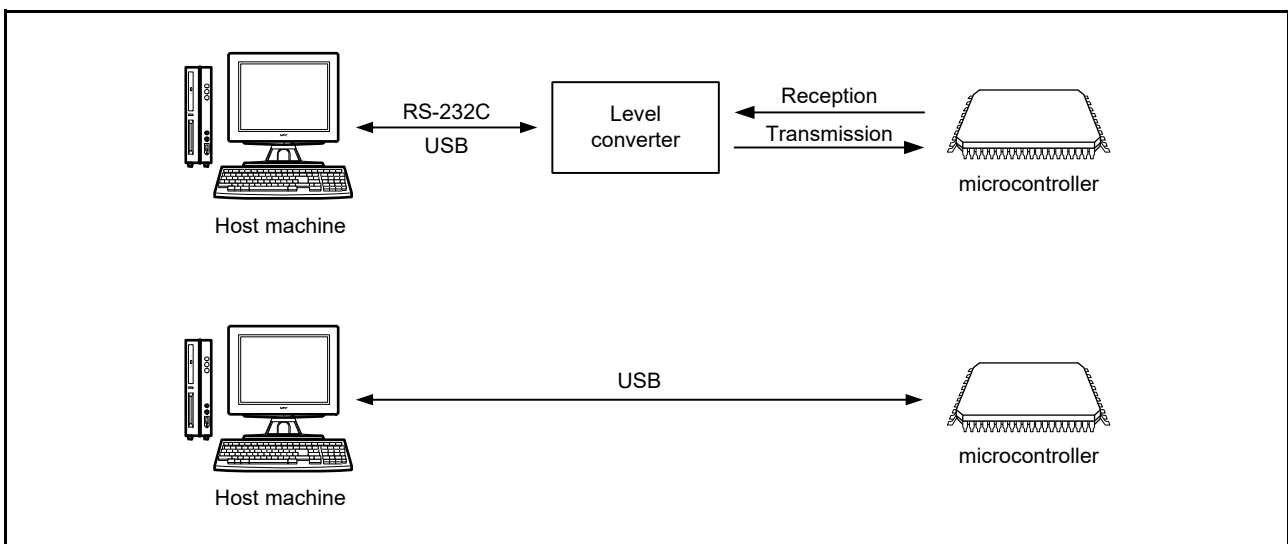 RS-232C
USB
Level
converter
Reception
Transmission
microcontroller
Host machine
USB
microcontroller
Host machine